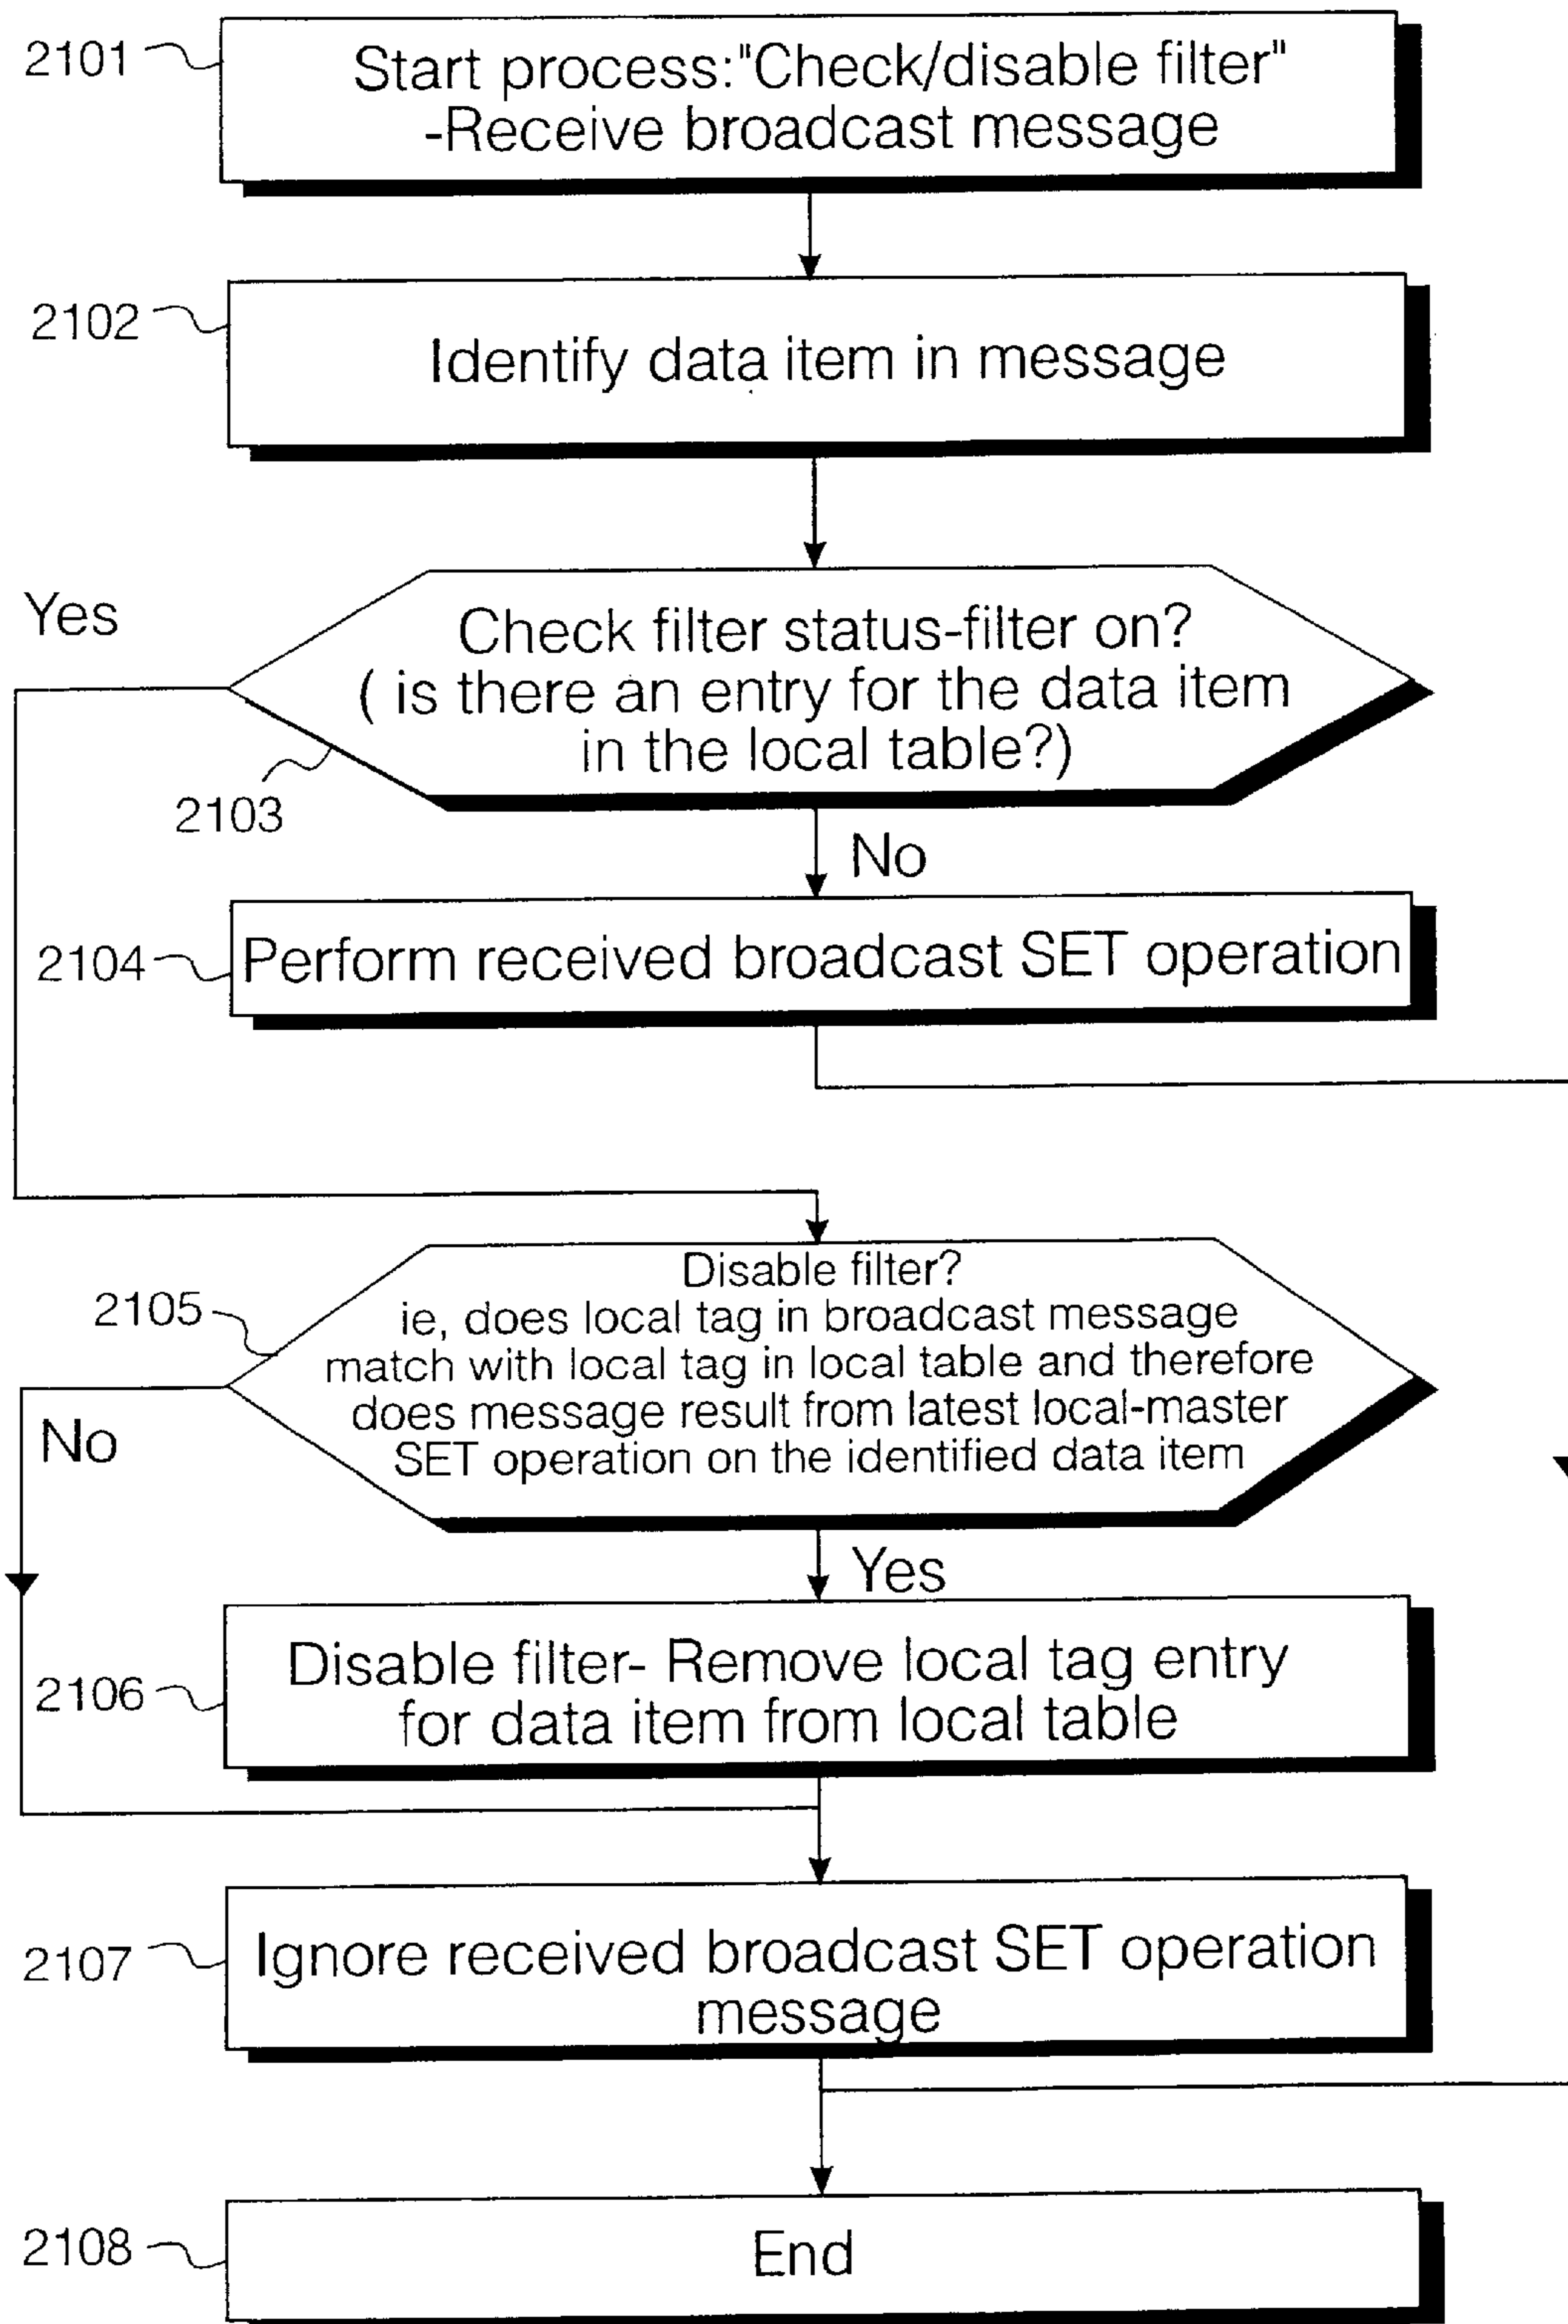 2101
Start process:"Check/disable filter"
-Receive broadcast message
2102
Identify data item in message
Yes
Check filter status-filter on?
( is there an entry for the data item
in the local table?)
2103
No
2104
Perform received broadcast SET operation
Disable filter?
2105
ie, does local tag in broadcast message
match with local tag in local table and therefore
does message result from latest local-master
SET operation on the identified data item
No
Yes
2106
Disable filter- Remove local tag entry
for data item from local table
2107
Ignore received broadcast SET operation
message
2108
End